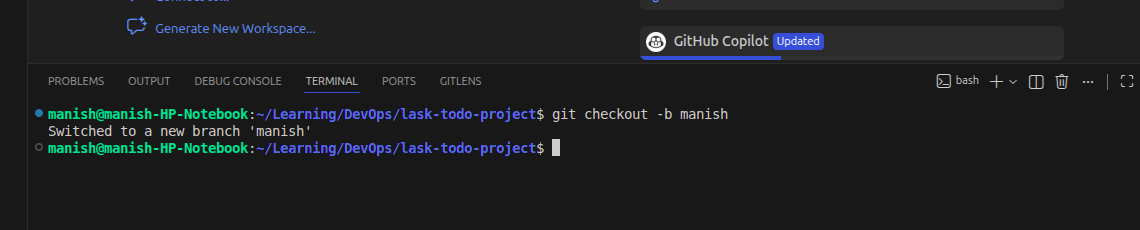 Generate New Workspace...
GitHub Copilot Updated
PROBLEMS OUTPUT DEBUG CONSOLE TERMINAL PORTS GITLENS
bash
manish@manish-HP-Notebook:~/Learning/DevOps/lask-todo-project$ git checkout -b manish
Switched to a new branch 'manish'
manish@manish-HP-Notebook:~/Learning/DevOps/lask-todo-project$